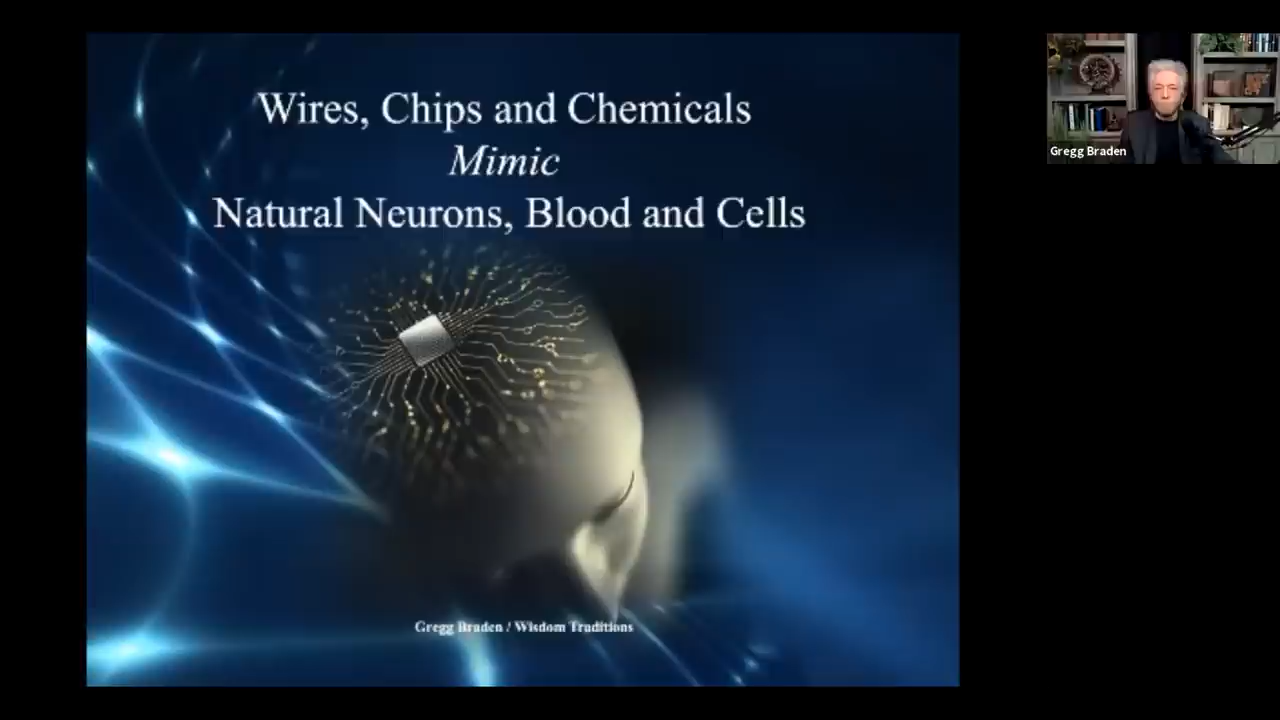 Wires, Chips and Chemicals
Mimic
Natural Neurons, Blood and Cells
Gregg Braden / Wisdom Traditions
Gregg Braden